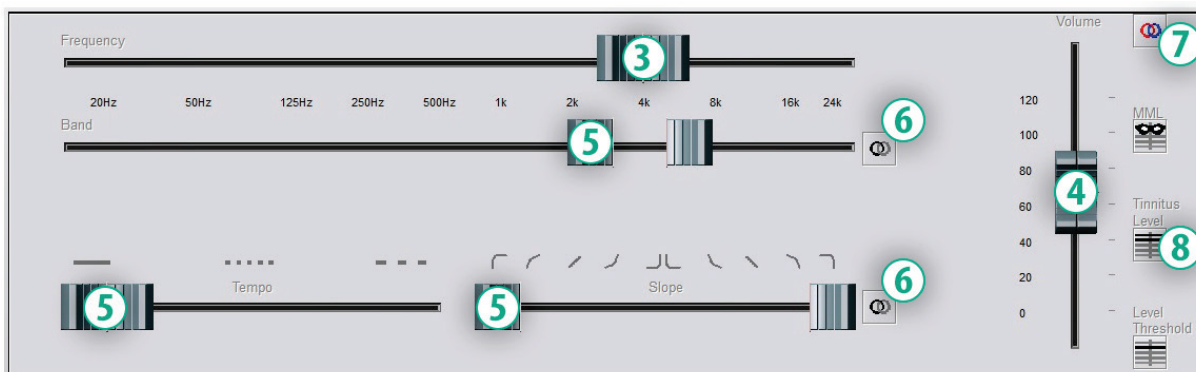 Volume
7
Frequency
3
20Hz 50Hz 125Hz 250Hz 500Hz 1k 2k 4k 8k 16k 24k
120
MML
Band
5
6
100
80
4
60
Tinnitus
Level
8
40
6
20
5
Tempo
5
Slope
0
Level
Threshold